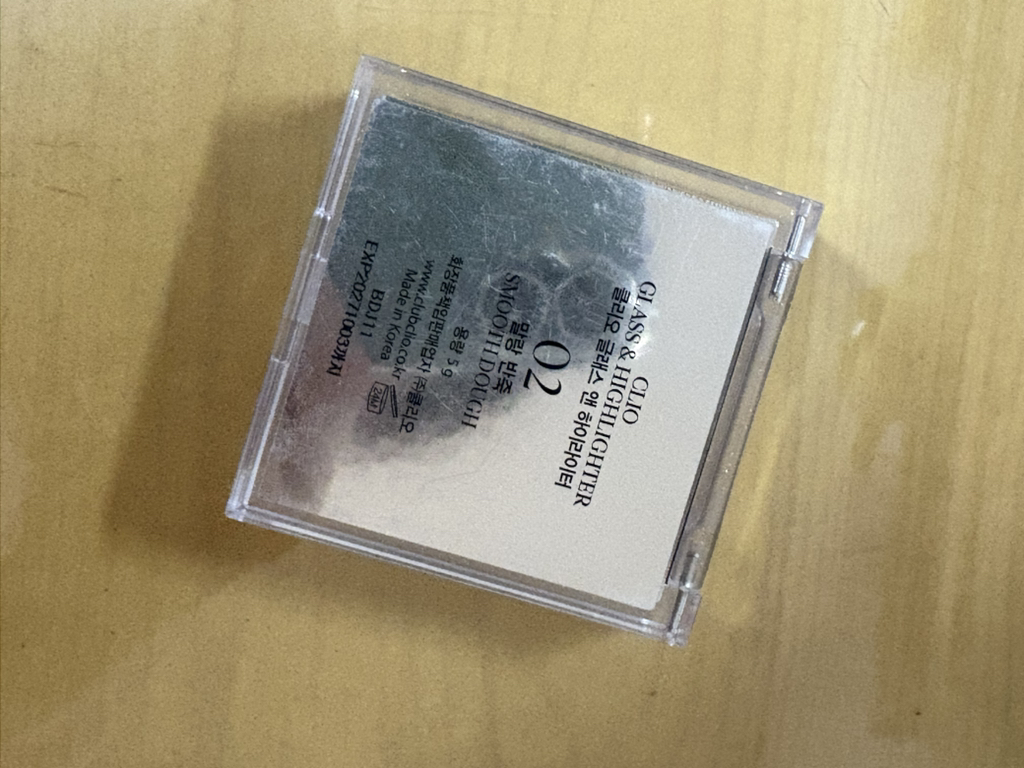 CLIO
GLASS & HIGHLIGHTER
클리오 글래스 앤 하이라이터
02
말랑 반죽
SMOOTH DOUGH
용량 5 g
화장품책임판매업자 ㈜클리오
www.clubclio.co.kr
Made in Korea
24M
BDJ11
EXP20271003까지